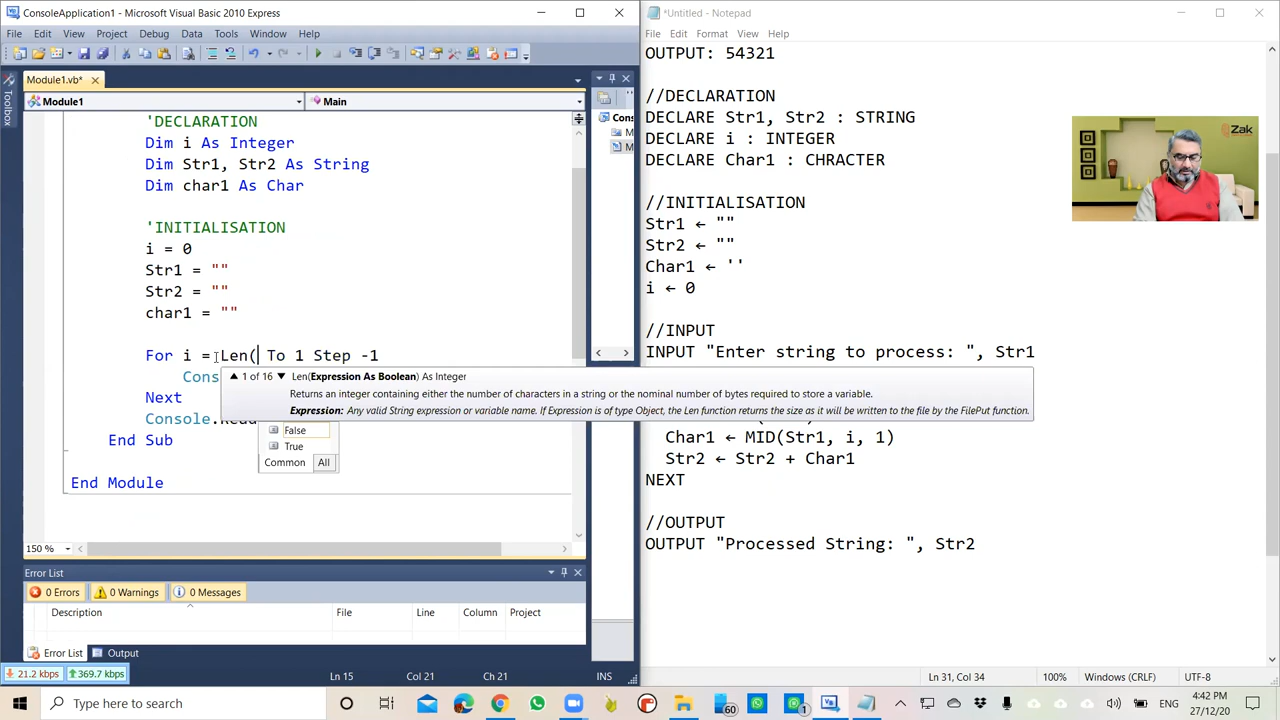 ConsoleApplication1 - Microsoft Visual Basic 2010 Express
File Edit View Project Debug Data Tools Window Help
Module1.vb*
Module1
Main
Toolbox
'DECLARATION
Dim i As Integer
Dim Str1, Str2 As String
Dim char1 As Char
'INITIALISATION
i = 0
Str1 = ""
Str2 = ""
char1 = ""
For i = Len( To 1 Step -1
Cons
1 of 16 Len(Expression As Boolean) As Integer
Returns an integer containing either the number of characters in a string or the nominal number of bytes required to store a variable.
Expression: Any valid String expression or variable name. If Expression is of type Object, the Len function returns the size as it will be written to the file by the FilePut function.
Next
Console.Read
False
True
Common All
End Sub
End Module
150 %
Error List
0 Errors 0 Warnings 0 Messages
Description File Line Column Project
Error List Output
21.2 kbps 369.7 kbps
Ln 15 Col 21 Ch 21 INS
Cons
M
M
*Untitled - Notepad
File Edit Format View Help
OUTPUT: 54321
//DECLARATION
DECLARE Str1, Str2 : STRING
DECLARE i : INTEGER
DECLARE Char1 : CHRACTER
//INITIALISATION
Str1 ← ""
Str2 ← ""
Char1 ← ''
i ← 0
//INPUT
INPUT "Enter string to process: ", Str1
Char1 ← MID(Str1, i, 1)
Str2 ← Str2 + Char1
NEXT
//OUTPUT
OUTPUT "Processed String: ", Str2
Ln 31, Col 34 100% Windows (CRLF) UTF-8
Zak
Type here to search
60
1
ENG
4:42 PM
27/12/20